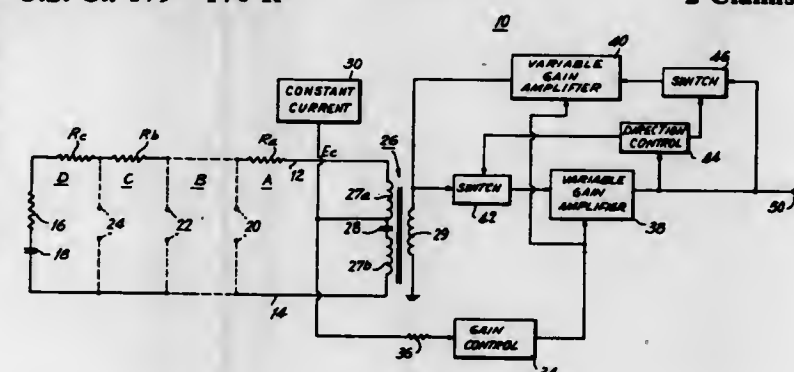 10
30
CONSTANT CURRENT
40
VARIABLE GAIN AMPLIFIER
46
SWITCH
DIRECTION CONTROL
44
Rc
Rb
Ra
Ec
12
26
D
C
B
A
27a
28
27b
29
SWITCH
42
VARIABLE GAIN AMPLIFIER
38
50
16
18
24
22
20
14
36
GAIN CONTROL
34